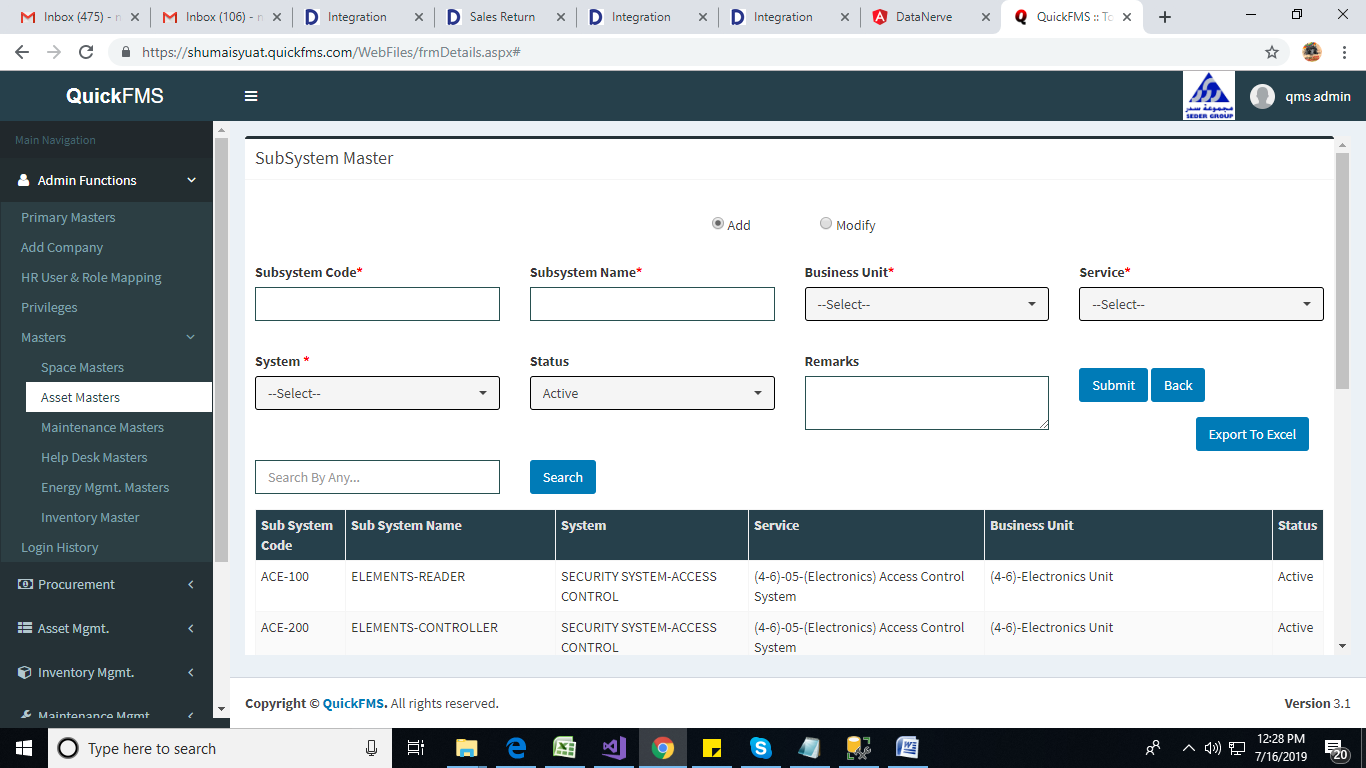 Inbox (475) - n
Inbox (106) - n
Integration
Sales Return
Integration
Integration
DataNerve
QuickFMS :: To
https://shumaisyuat.quickfms.com/WebFiles/frmDetails.aspx#
QuickFMS
مجموعة سدر
SEDER GROUP
qms admin
Main Navigation
Admin Functions
Primary Masters
Add Company
HR User & Role Mapping
Privileges
Masters
Space Masters
Asset Masters
Maintenance Masters
Help Desk Masters
Energy Mgmt. Masters
Inventory Master
Login History
Procurement
Asset Mgmt.
Inventory Mgmt.
Maintenance Mgmt.
SubSystem Master
Add
Modify
Subsystem Code*
Subsystem Name*
Business Unit*
Service*
--Select--
--Select--
System *
Status
Remarks
--Select--
Active
Submit
Back
Export To Excel
Search By Any...
Search
Sub System Code
Sub System Name
System
Service
Business Unit
Status
ACE-100
ELEMENTS-READER
SECURITY SYSTEM-ACCESS CONTROL
(4-6)-05-(Electronics) Access Control System
(4-6)-Electronics Unit
Active
ACE-200
ELEMENTS-CONTROLLER
SECURITY SYSTEM-ACCESS CONTROL
(4-6)-05-(Electronics) Access Control System
(4-6)-Electronics Unit
Active
Copyright © QuickFMS. All rights reserved.
Version 3.1
Type here to search
12:28 PM
7/16/2019
20